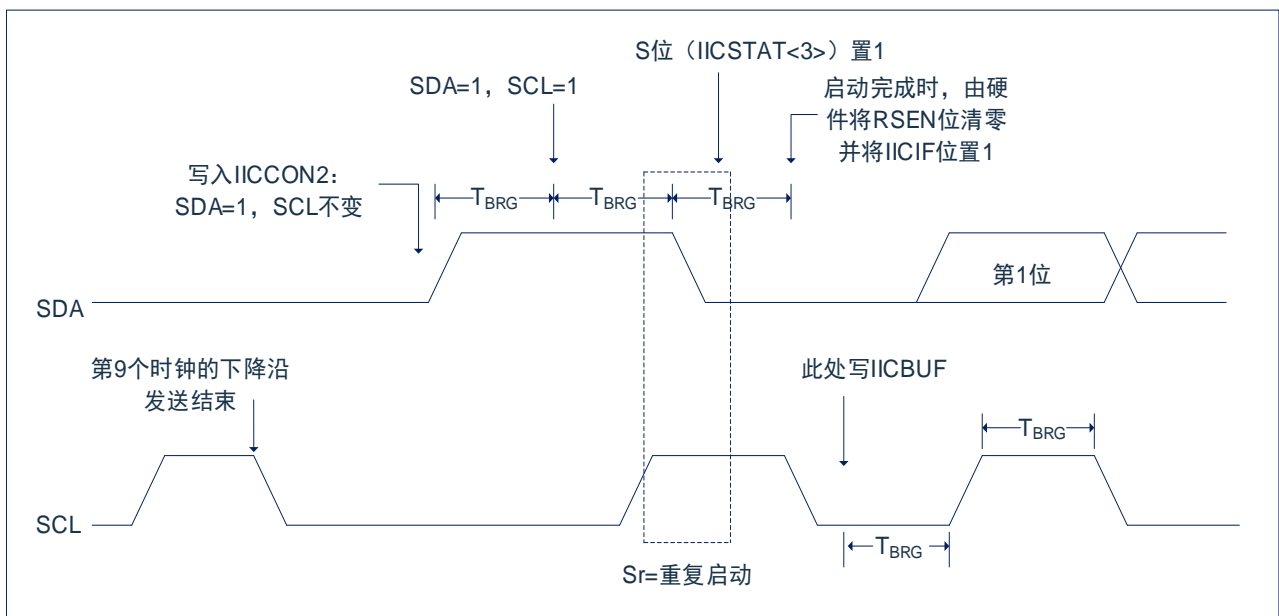 S位（IICSTAT<3>）置1
SDA=1，SCL=1
启动完成时，由硬
件将RSEN位清零
并将IICIF位置1
写入IICCON2：
SDA=1，SCL不变
TBRG
TBRG
TBRG
第1位
SDA
第9个时钟的下降沿
发送结束
此处写IICBUF
TBRG
SCL
TBRG
Sr=重复启动